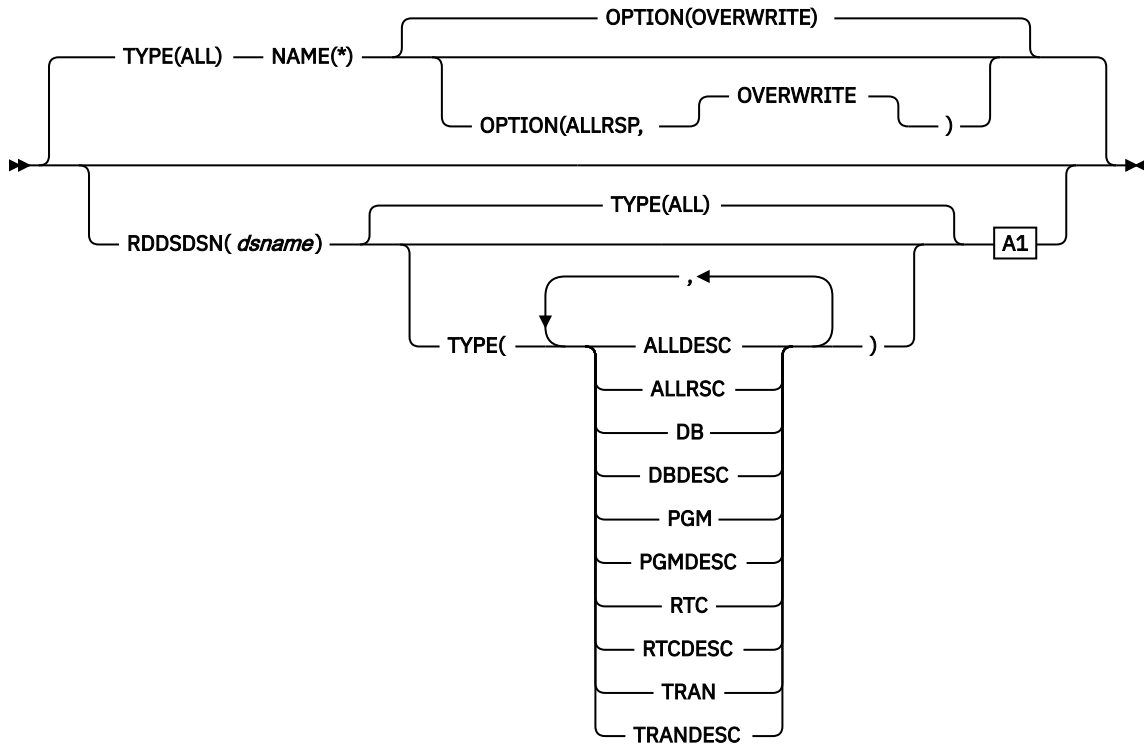 OPTION(OVERWRITE)
TYPE(ALL) NAME(*)
OVERWRITE
OPTION(ALLRSP, )
TYPE(ALL)
RDDSDSN( dsname) A1
,
TYPE( ALLDESC )
ALLRSC
DB
DBDESC
PGM
PGMDESC
RTC
RTCDESC
TRAN
TRANDESC